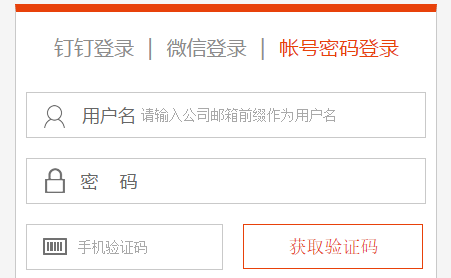 钉钉登录 | 微信登录 | 帐号密码登录
用户名 请输入公司邮箱前缀作为用户名
密 码
手机验证码 获取验证码